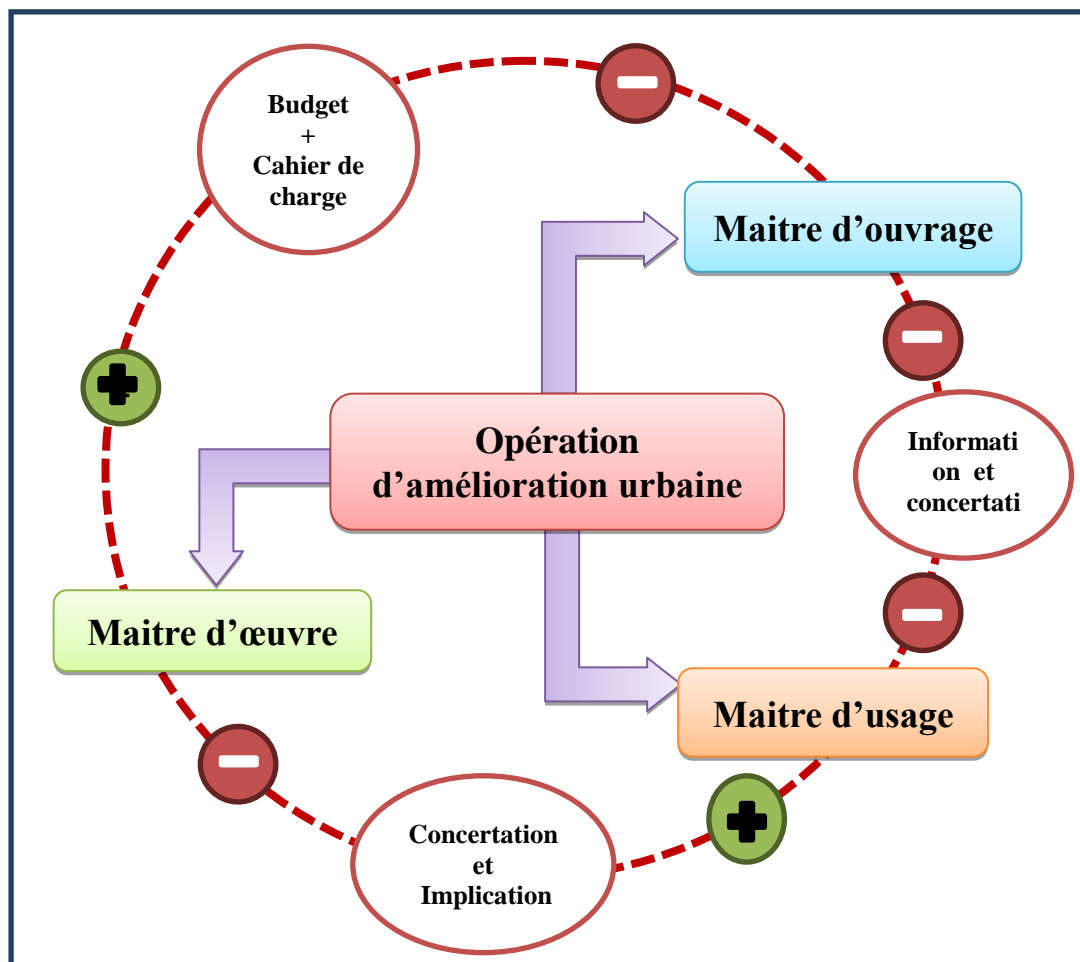 Budget
+
Cahier de
charge
Maitre d’ouvrage
Opération
d’amélioration urbaine
Informati
on et
concertati
Maitre d’œuvre
Maitre d’usage
Concertation
et
Implication